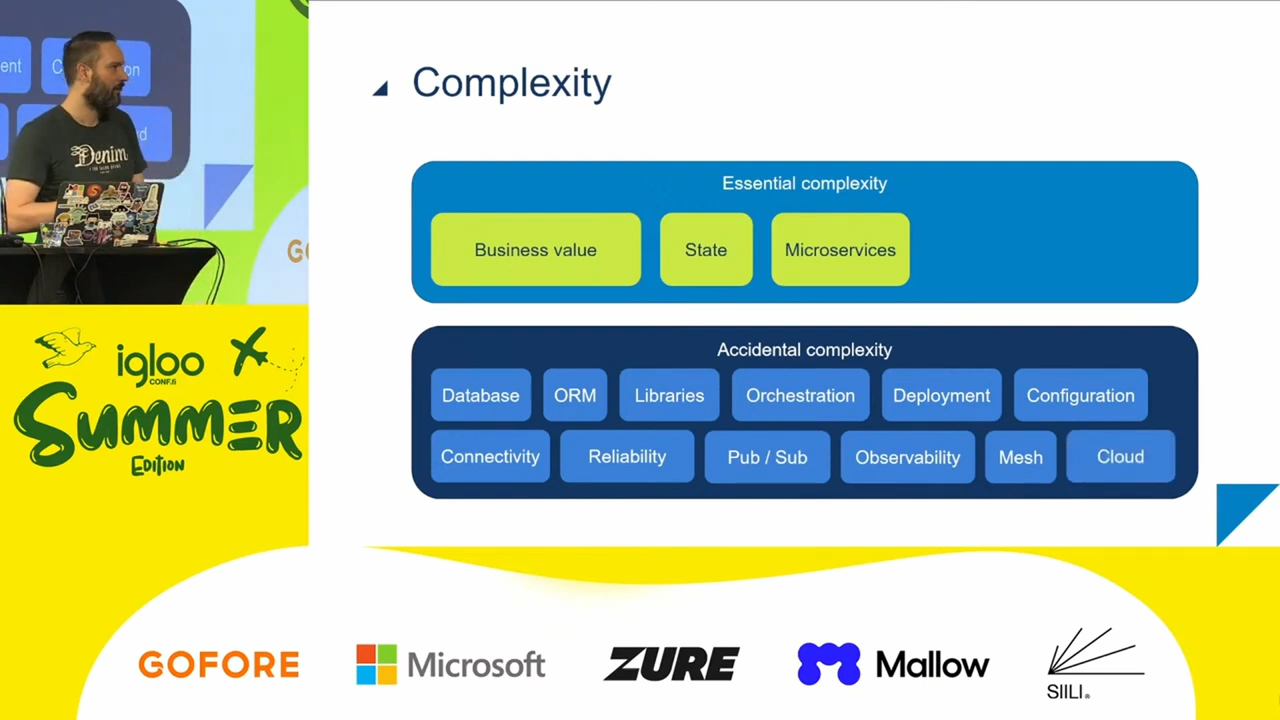 ent
Denim
igloo
CONF.fi
SUMMER
EDITION
Complexity
Essential complexity
Business value
State
Microservices
Accidental complexity
Database
ORM
Libraries
Orchestration
Deployment
Configuration
Connectivity
Reliability
Pub / Sub
Observability
Mesh
Cloud
GOFORE
Microsoft
ZURE
Mallow
SIILI